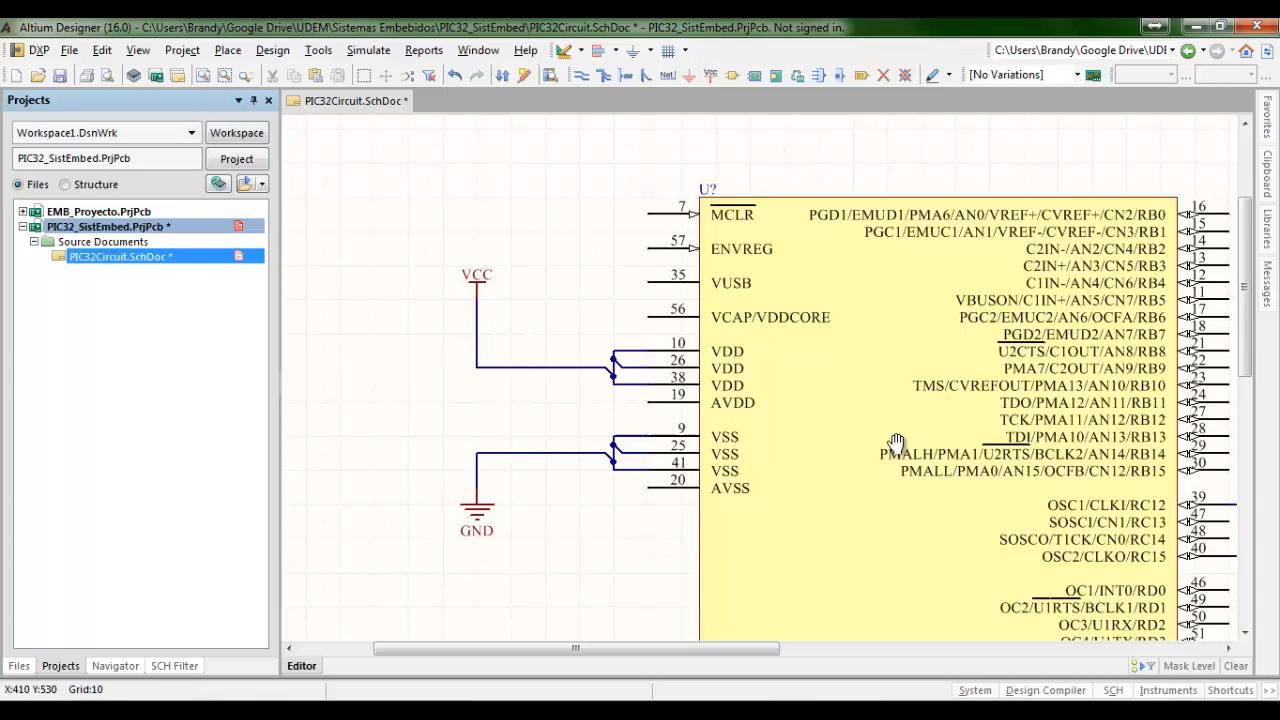 Altium Designer (16.0) - C:\Users\Brandy\Google Drive\UDEM\Sistemas Embebidos\PIC32_SistEmbed\PIC32Circuit.SchDoc * - PIC32_SistEmbed.PrjPcb. Not signed in.
DXP File Edit View Project Place Design Tools Simulate Reports Window Help C:\Users\Brandy\Google Drive\UDE
[No Variations]
Projects
PIC32Circuit.SchDoc *
Workspace1.DsnWrk Workspace
PIC32_SistEmbed.PrjPcb Project
Files Structure
EMB_Proyecto.PrjPcb
PIC32_SistEmbed.PrjPcb *
Source Documents
PIC32Circuit.SchDoc *
Files Projects Navigator SCH Filter
VCC
GND
U?
7 MCLR
57 ENVREG
35 VUSB
56 VCAP/VDDCORE
10 VDD
26 VDD
38 VDD
19 AVDD
9 VSS
25 VSS
41 VSS
20 AVSS
PGD1/EMUD1/PMA6/AN0/VREF+/CVREF+/CN2/RB0 16
PGC1/EMUC1/AN1/VREF-/CVREF-/CN3/RB1 15
C2IN-/AN2/CN4/RB2 14
C2IN+/AN3/CN5/RB3 13
C1IN-/AN4/CN6/RB4 12
VBUSON/C1IN+/AN5/CN7/RB5 11
PGC2/EMUC2/AN6/OCFA/RB6 17
PGD2/EMUD2/AN7/RB7 18
U2CTS/C1OUT/AN8/RB8 21
PMA7/C2OUT/AN9/RB9 22
TMS/CVREFOUT/PMA13/AN10/RB10 23
TDO/PMA12/AN11/RB11 24
TCK/PMA11/AN12/RB12 27
TDI/PMA10/AN13/RB13 28
PMALH/PMA1/U2RTS/BCLK2/AN14/RB14 29
PMALL/PMA0/AN15/OCFB/CN12/RB15 30
OSC1/CLKI/RC12 39
SOSCI/CN1/RC13 47
SOSCO/T1CK/CN0/RC14 48
OSC2/CLKO/RC15 40
OC1/INT0/RD0 46
OC2/U1RTS/BCLK1/RD1 49
OC3/U1RX/RD2 50
OC4/U1TX/RD3 51
Favorites
Clipboard
Libraries
Messages
Editor Mask Level Clear
X:410 Y:530 Grid:10 System Design Compiler SCH Instruments Shortcuts >>